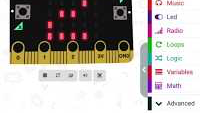 Music
Led
Radio
Loops
Logic
Variables
Math
Advanced
0
1
2
3V
GND